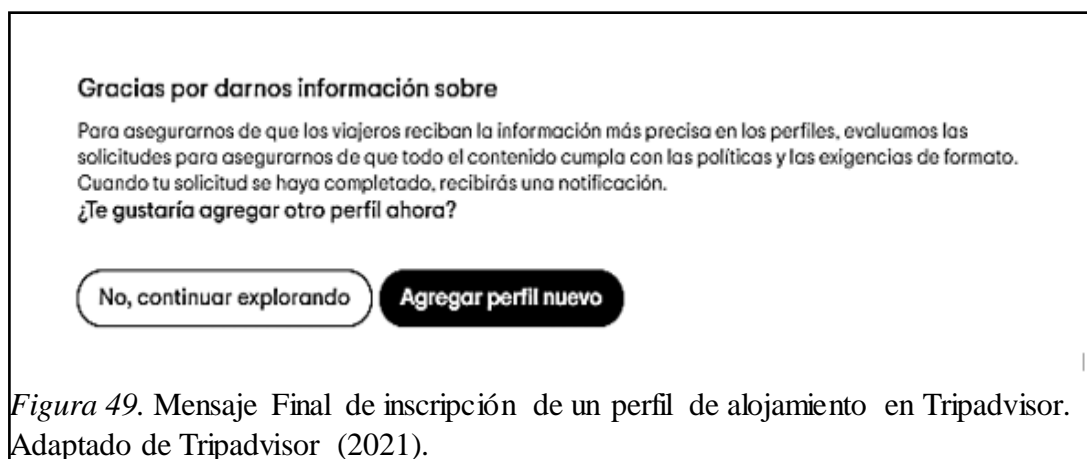 Gracias por darnos información sobre
Para asegurarnos de que los viajeros reciban la información más precisa en los perfiles, evaluamos las
solicitudes para asegurarnos de que todo el contenido cumpla con las políticas y las exigencias de formato.
Cuando tu solicitud se haya completado, recibirás una notificación.
¿Te gustaría agregar otro perfil ahora?
No, continuar explorando Agregar perfil nuevo
Figura 49. Mensaje Final de inscripción de un perfil de alojamiento en Tripadvisor.
Adaptado de Tripadvisor (2021).